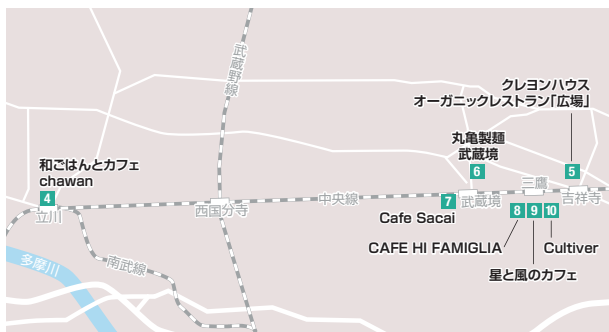 武蔵野線
クレヨンハウス
オーガニックレストラン「広場」
丸亀製麺
武蔵境
6
5
和ごはんとカフェ
chawan
4
立川
西国分寺
中央線
7
武蔵境
三鷹
吉祥寺
Cafe Sacai
8
9
10
CAFE HI FAMIGLIA
Cultiver
星と風のカフェ
多摩川
南武線